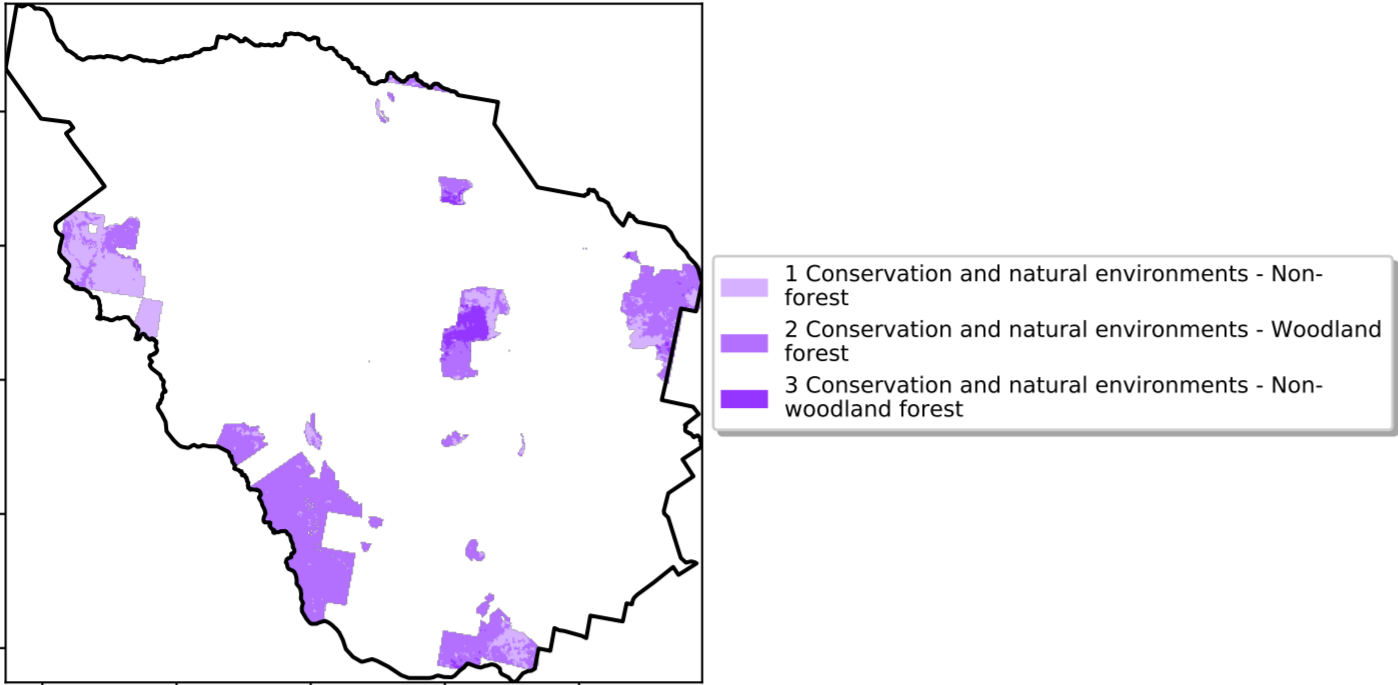 1 Conservation and natural environments - Non-
forest
2 Conservation and natural environments - Woodland
forest
3 Conservation and natural environments - Non-
woodland forest